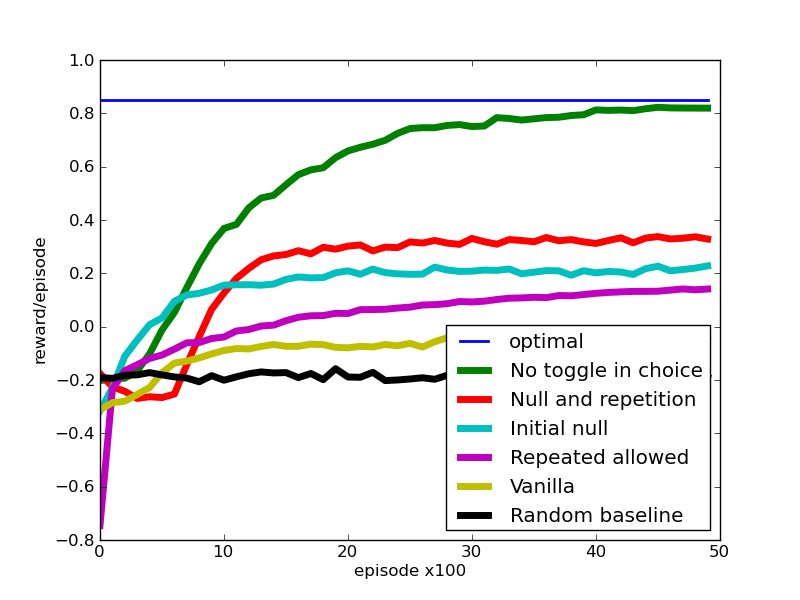 1.0
0.8
0.6
0.4
0.2
0.0
−0.2
−0.4
−0.6
−0.8
reward/episode
optimal
No toggle in choice
Null and repetition
Initial null
Repeated allowed
Vanilla
Random baseline
0 10 20 30 40 50
episode x100